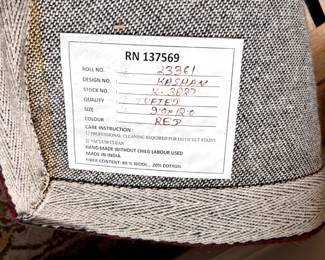 RN 137569
ROLL NO. 23361
DESIGN NO. KASHAN
STOCK NO. K-3677
QUALITY TUFTED
SIZE 9'0x12'0
COLOUR RED
CARE INSTRUCTION :
1) PROFESSIONAL CLEANING REQUIRED FOR DIFFICULT STAINS
2) VACUUM CLEAN
HAND-MADE WITHOUT CHILD LABOUR USED
MADE IN INDIA
FIBER CONTENT: 80 % WOOL , 20% COTTON